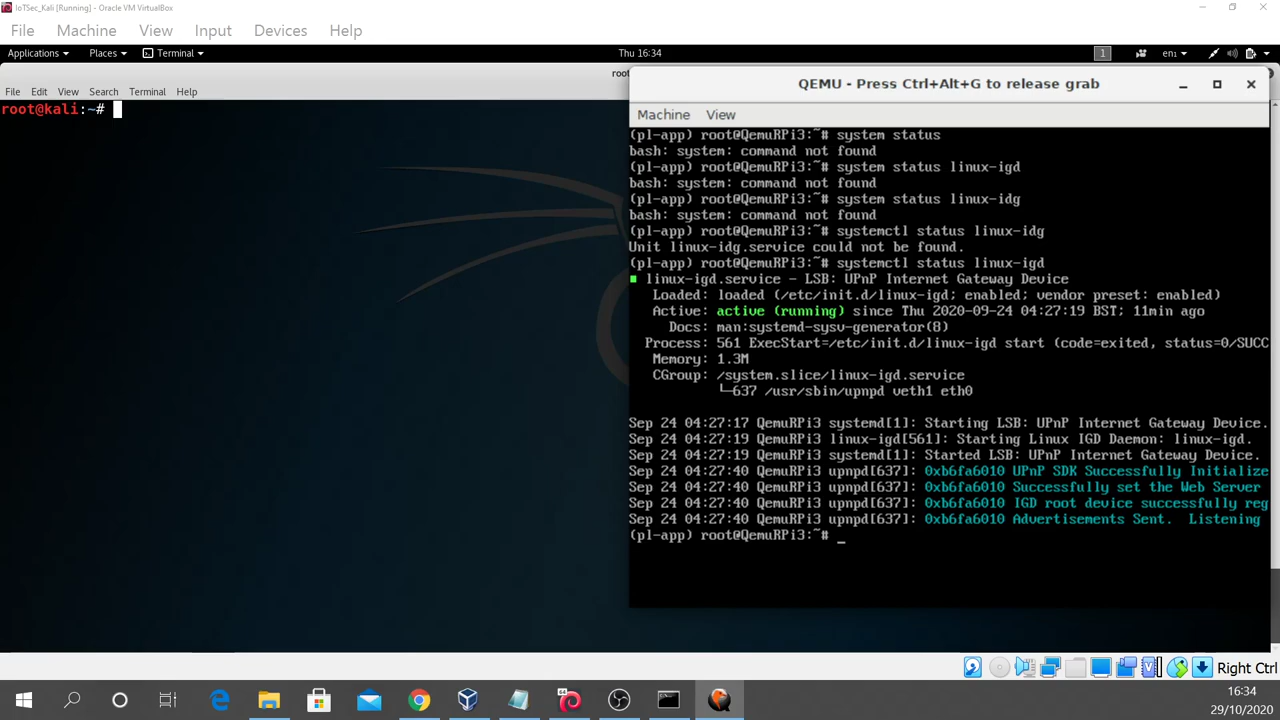 IoTSec_Kali [Running] - Oracle VM VirtualBox
File Machine View Input Devices Help
Applications Places Terminal Thu 16:34 1 en1
File Edit View Search Terminal Help
root@kali:~#
QEMU - Press Ctrl+Alt+G to release grab
Machine View
(pl-app) root@QemuRPi3:~# system status
bash: system: command not found
(pl-app) root@QemuRPi3:~# system status linux-igd
bash: system: command not found
(pl-app) root@QemuRPi3:~# system status linux-idg
bash: system: command not found
(pl-app) root@QemuRPi3:~# systemctl status linux-idg
Unit linux-idg.service could not be found.
(pl-app) root@QemuRPi3:~# systemctl status linux-igd
linux-igd.service - LSB: UPnP Internet Gateway Device
Loaded: loaded (/etc/init.d/linux-igd; enabled; vendor preset: enabled)
Active: active (running) since Thu 2020-09-24 04:27:19 BST; 11min ago
Docs: man:systemd-sysv-generator(8)
Process: 561 ExecStart=/etc/init.d/linux-igd start (code=exited, status=0/SUCC
Memory: 1.3M
CGroup: /system.slice/linux-igd.service
└─637 /usr/sbin/upnpd veth1 eth0
Sep 24 04:27:17 QemuRPi3 systemd[1]: Starting LSB: UPnP Internet Gateway Device.
Sep 24 04:27:19 QemuRPi3 linux-igd[561]: Starting Linux IGD Daemon: linux-igd.
Sep 24 04:27:19 QemuRPi3 systemd[1]: Started LSB: UPnP Internet Gateway Device.
Sep 24 04:27:40 QemuRPi3 upnpd[637]: 0xb6fa6010 UPnP SDK Successfully Initialize
Sep 24 04:27:40 QemuRPi3 upnpd[637]: 0xb6fa6010 Successfully set the Web Server
Sep 24 04:27:40 QemuRPi3 upnpd[637]: 0xb6fa6010 IGD root device successfully reg
Sep 24 04:27:40 QemuRPi3 upnpd[637]: 0xb6fa6010 Advertisements Sent. Listening
(pl-app) root@QemuRPi3:~# _
Right Ctrl
16:34
29/10/2020